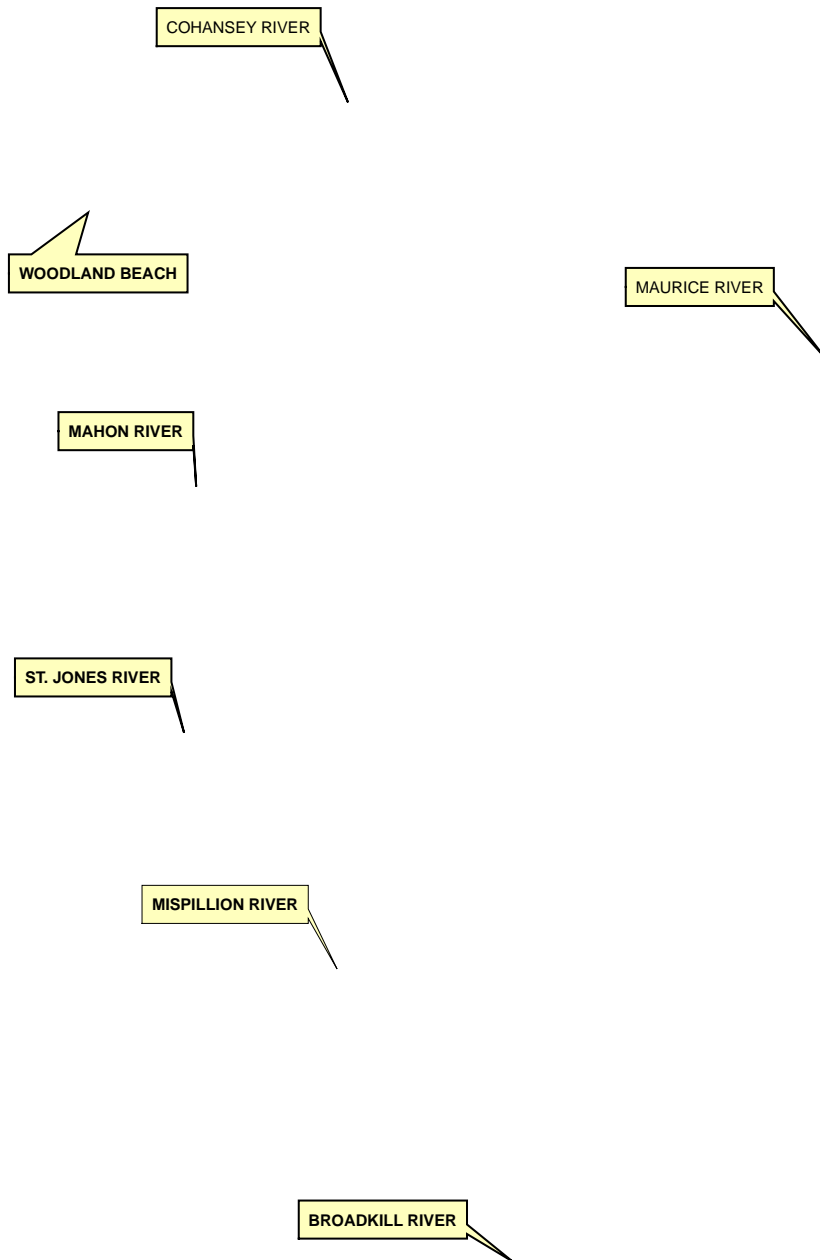 COHANSEY RIVER
WOODLAND BEACH
MAURICE RIVER
MAHON RIVER
ST. JONES RIVER
MISPILLION RIVER
BROADKILL RIVER